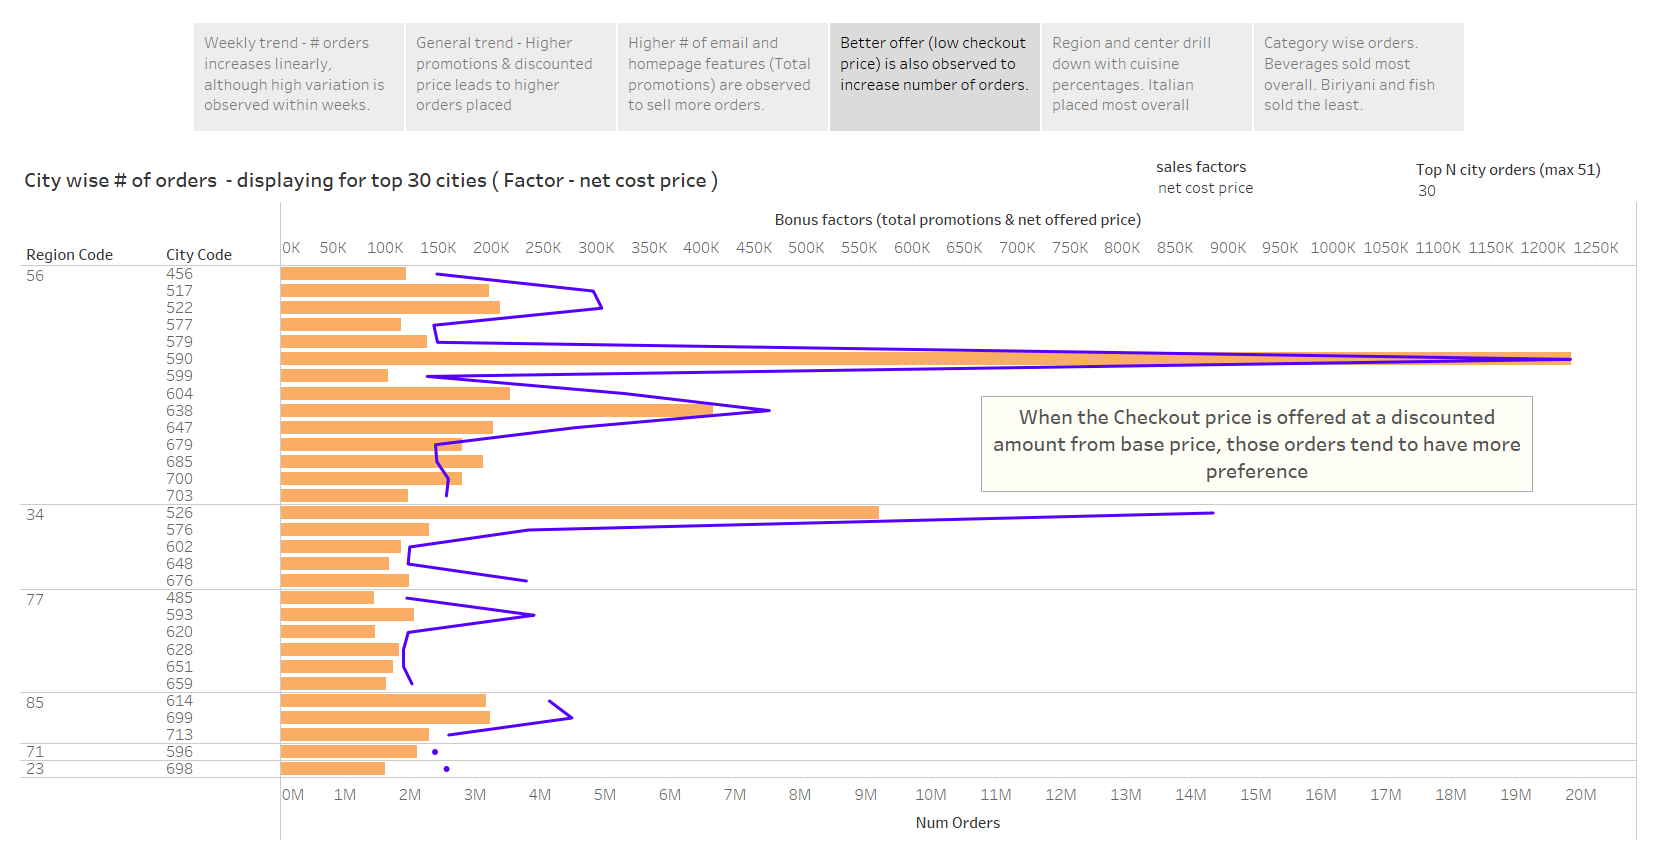 Weekly trend - # orders
increases linearly,
although high variation is
observed within weeks.
General trend - Higher
promotions & discounted
price leads to higher
orders placed
Higher # of email and
homepage features (Total
promotions) are observed
to sell more orders.
Better offer (low checkout
price) is also observed to
increase number of orders.
Region and center drill
down with cuisine
percentages. Italian
placed most overall
Category wise orders.
Beverages sold most
overall. Biriyani and fish
sold the least.
City wise # of orders - displaying for top 30 cities ( Factor - net cost price )
sales factors
net cost price
Top N city orders (max 51)
30
Bonus factors (total promotions & net offered price)
0K 50K 100K 150K 200K 250K 300K 350K 400K 450K 500K 550K 600K 650K 700K 750K 800K 850K 900K 950K 1000K 1050K 1100K 1150K 1200K 1250K
Region Code City Code
56 456
517
522
577
579
590
599
604
638
647
679
685
700
703
When the Checkout price is offered at a discounted
amount from base price, those orders tend to have more
preference
34 526
576
602
648
676
77 485
593
620
628
651
659
85 614
699
713
71 596
23 698
0M 1M 2M 3M 4M 5M 6M 7M 8M 9M 10M 11M 12M 13M 14M 15M 16M 17M 18M 19M 20M
Num Orders